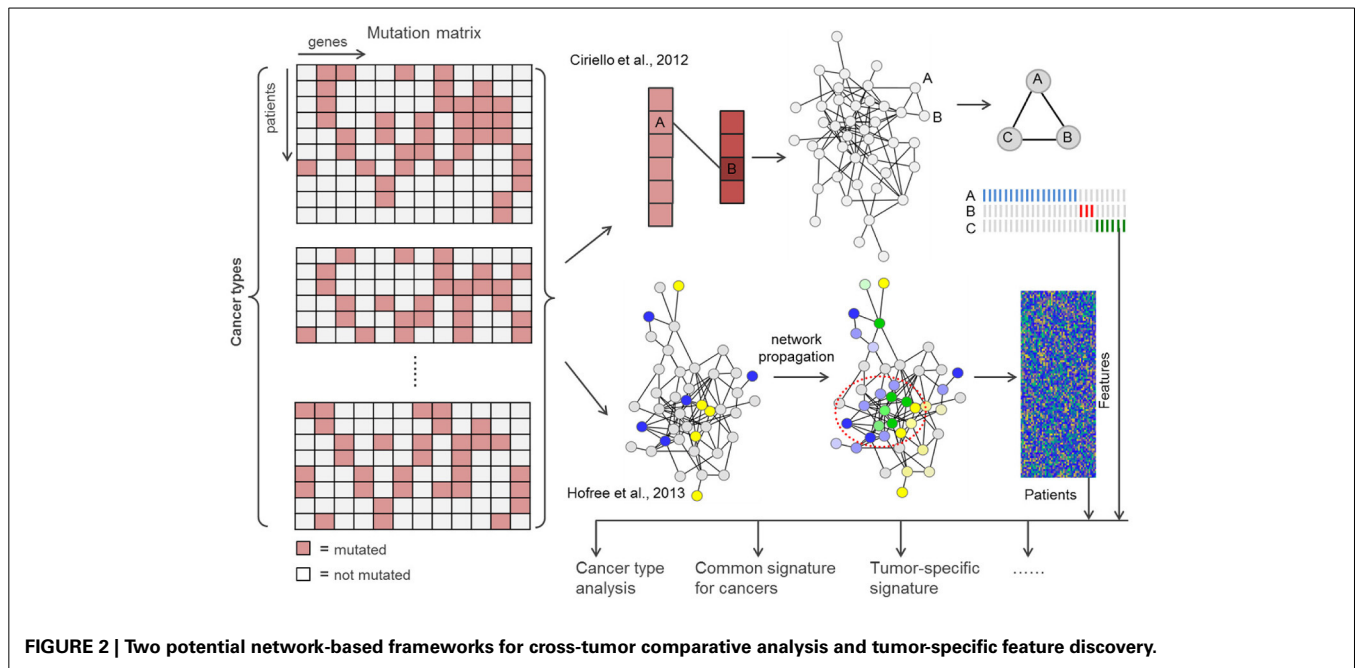 Mutation matrix
genes
patients
Cancer types
......
= mutated
= not mutated
Ciriello et al., 2012
A
B
A
B
A
C
B
A
B
C
network
propagation
Hofree et al., 2013
Features
Patients
Cancer type
analysis
Common signature
for cancers
Tumor-specific
signature
......
FIGURE 2 | Two potential network-based frameworks for cross-tumor comparative analysis and tumor-specific feature discovery.